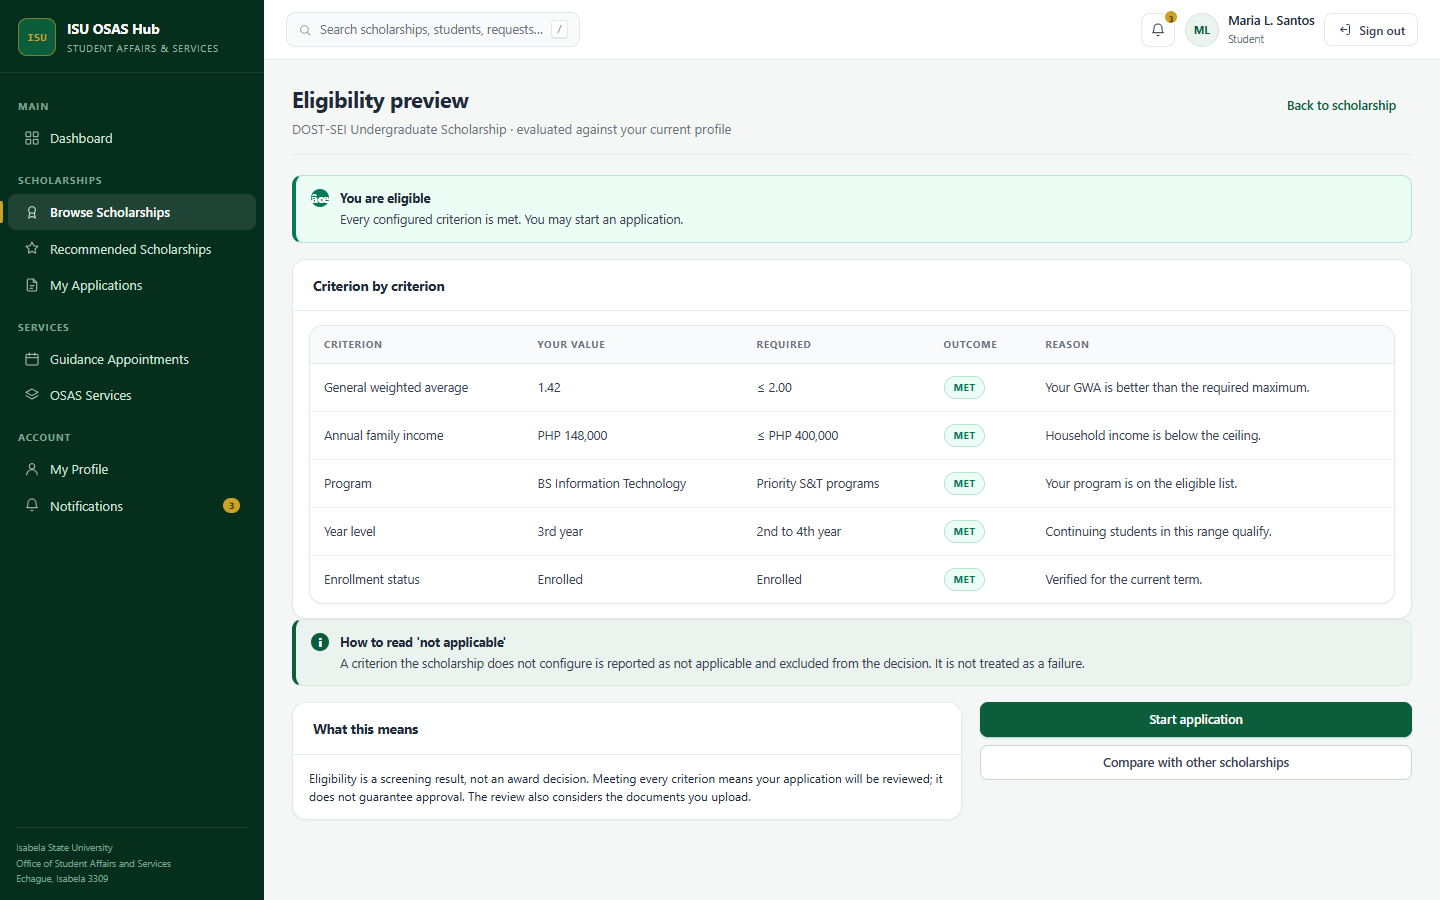 ISU
ISU OSAS Hub
STUDENT AFFAIRS & SERVICES
Search scholarships, students, requests...
/
3
ML
Maria L. Santos
Student
Sign out
MAIN
Dashboard
SCHOLARSHIPS
Browse Scholarships
Recommended Scholarships
My Applications
SERVICES
Guidance Appointments
OSAS Services
ACCOUNT
My Profile
Notifications
3
Isabela State University
Office of Student Affairs and Services
Echague, Isabela 3309
Eligibility preview
Back to scholarship
DOST-SEI Undergraduate Scholarship · evaluated against your current profile
You are eligible
Every configured criterion is met. You may start an application.
Criterion by criterion
CRITERION YOUR VALUE REQUIRED OUTCOME REASON
General weighted average 1.42 ≤ 2.00 MET Your GWA is better than the required maximum.
Annual family income PHP 148,000 ≤ PHP 400,000 MET Household income is below the ceiling.
Program BS Information Technology Priority S&T programs MET Your program is on the eligible list.
Year level 3rd year 2nd to 4th year MET Continuing students in this range qualify.
Enrollment status Enrolled Enrolled MET Verified for the current term.
How to read 'not applicable'
A criterion the scholarship does not configure is reported as not applicable and excluded from the decision. It is not treated as a failure.
What this means
Eligibility is a screening result, not an award decision. Meeting every criterion means your application will be reviewed; it
does not guarantee approval. The review also considers the documents you upload.
Start application
Compare with other scholarships